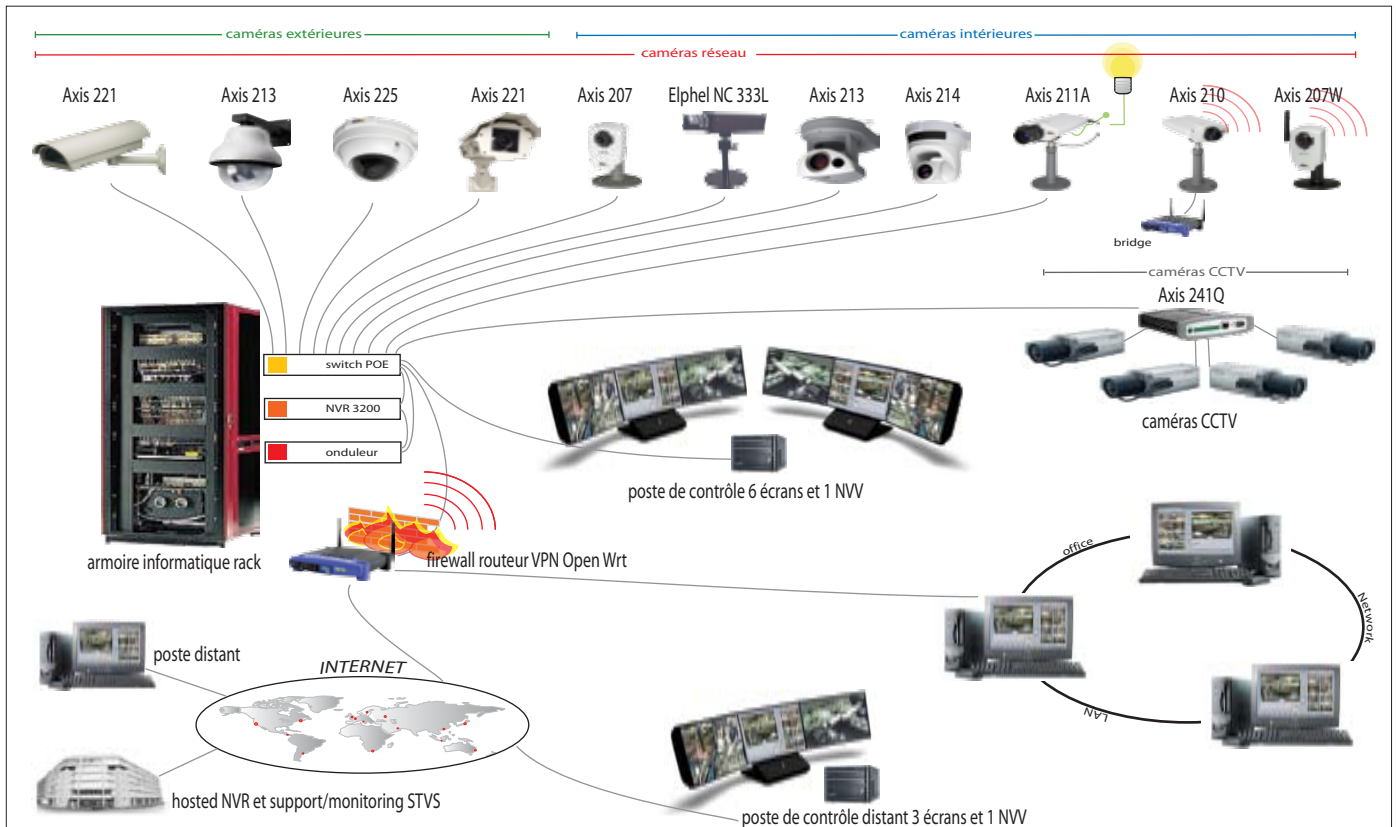 caméras extérieures
caméras intérieures
caméras réseau
Axis 221
Axis 213
Axis 225
Axis 221
Axis 207
Elphel NC 333L
Axis 213
Axis 214
Axis 211A
Axis 210
Axis 207W
bridge
caméras CCTV
Axis 241Q
switch POE
NVR 3200
onduleur
caméras CCTV
poste de contrôle 6 écrans et 1 NVV
armoire informatique rack
firewall routeur VPN Open Wrt
office
Network
LAN
poste distant
INTERNET
hosted NVR et support/monitoring STVS
poste de contrôle distant 3 écrans et 1 NVV